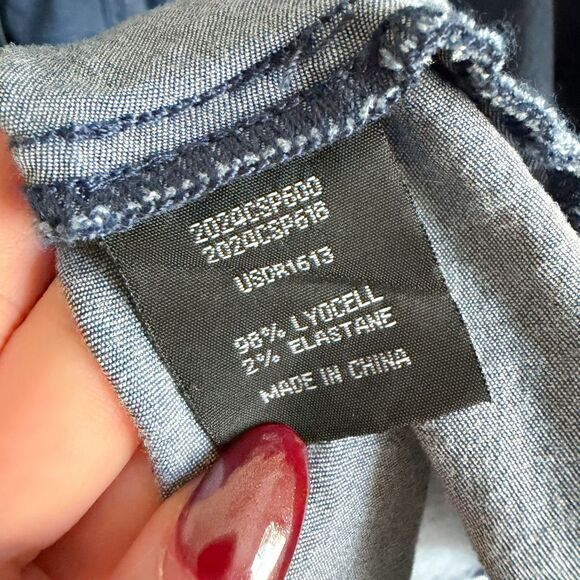 2024CSP600
2024CSP616
USDR1613
98% LYOCELL
2% ELASTANE
MADE IN CHINA